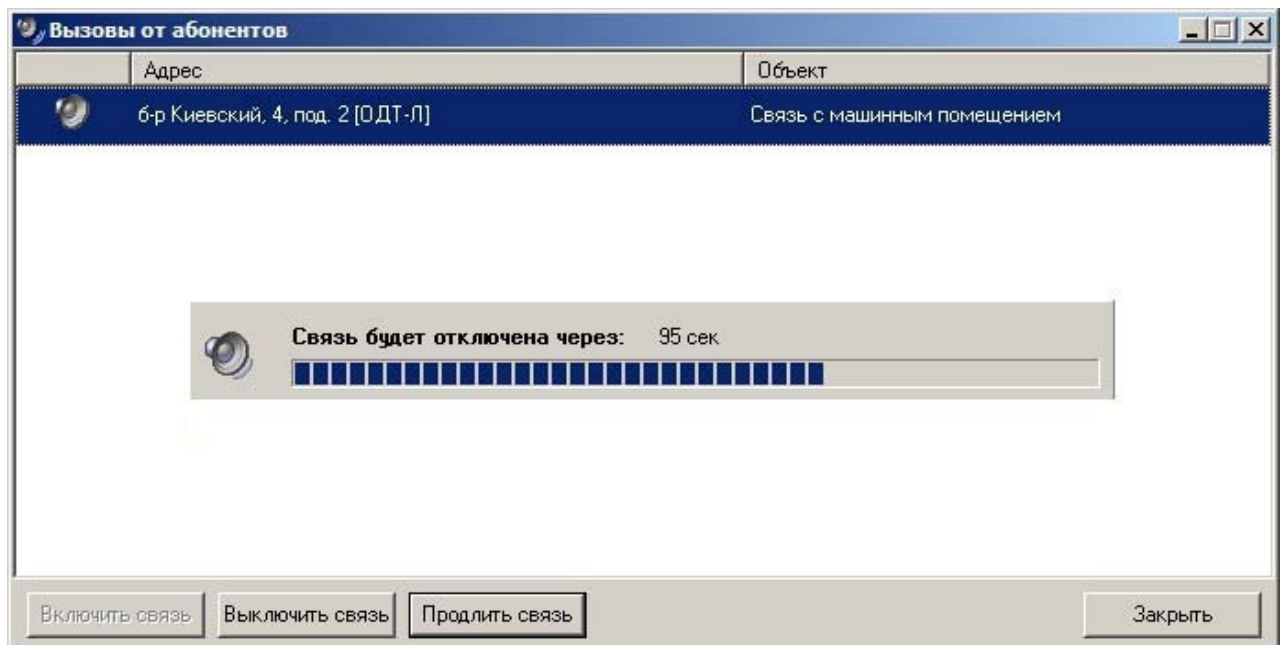 Вызовы от абонентов
Адрес Объект
б-р Киевский, 4, под. 2 [ОДТ-Л] Связь с машинным помещением
Связь будет отключена через: 95 сек
Включить связь Выключить связь Продлить связь Закрыть